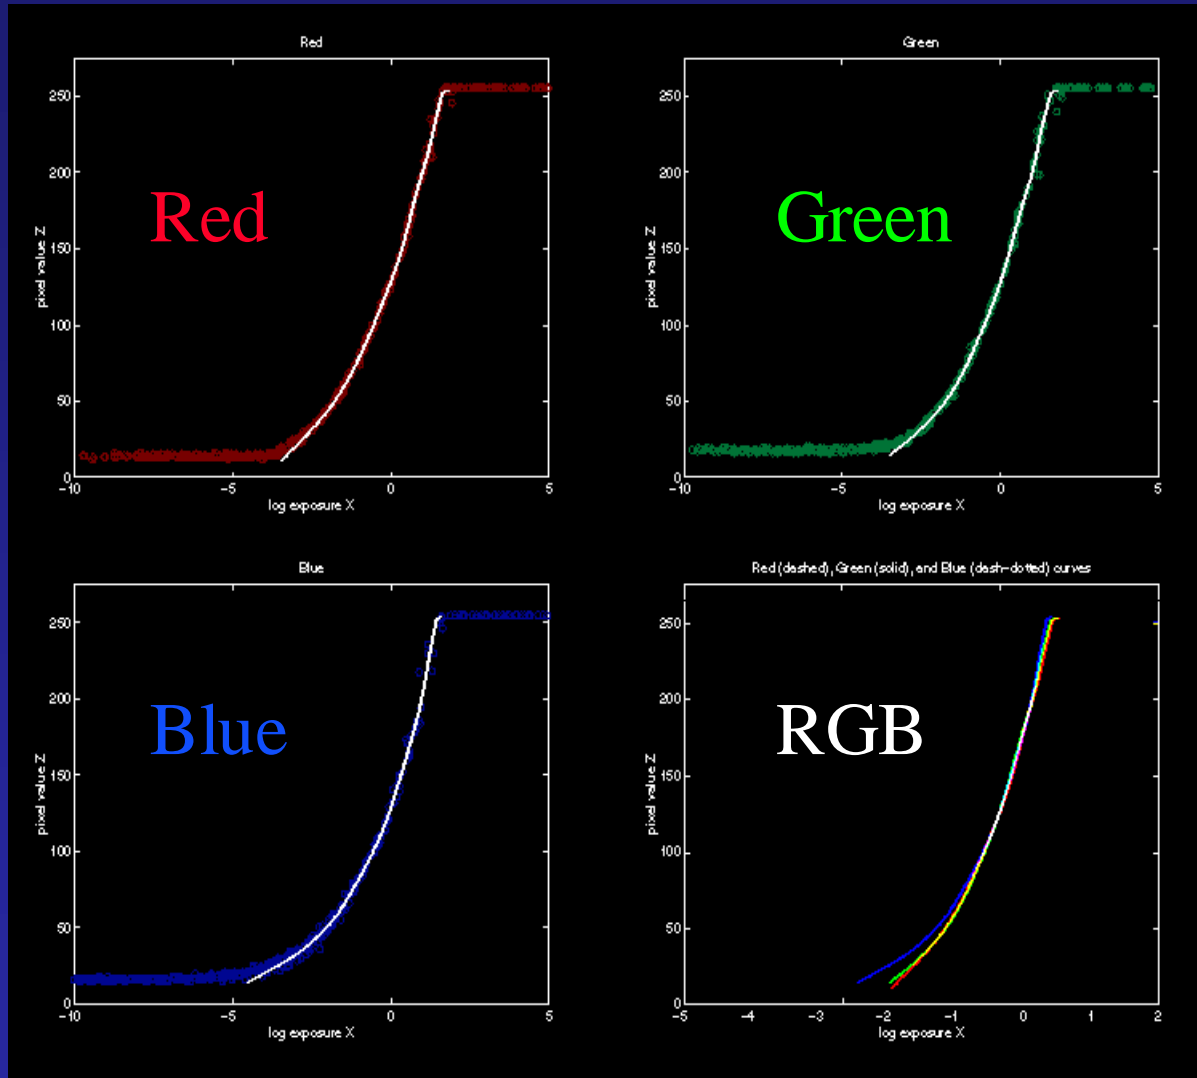 Red
250
200
150
100
50
0
-10
-5
0
5
pixel value Z
log exposure X
Red
Green
250
200
150
100
50
0
-10
-5
0
5
pixel value Z
log exposure X
Green
Blue
250
200
150
100
50
0
-10
-5
0
5
pixel value Z
log exposure X
Blue
Red (dashed), Green (solid), and Blue (dash-dotted) curves
250
200
150
100
50
0
-5
-4
-3
-2
-1
0
1
2
pixel value Z
log exposure X
RGB